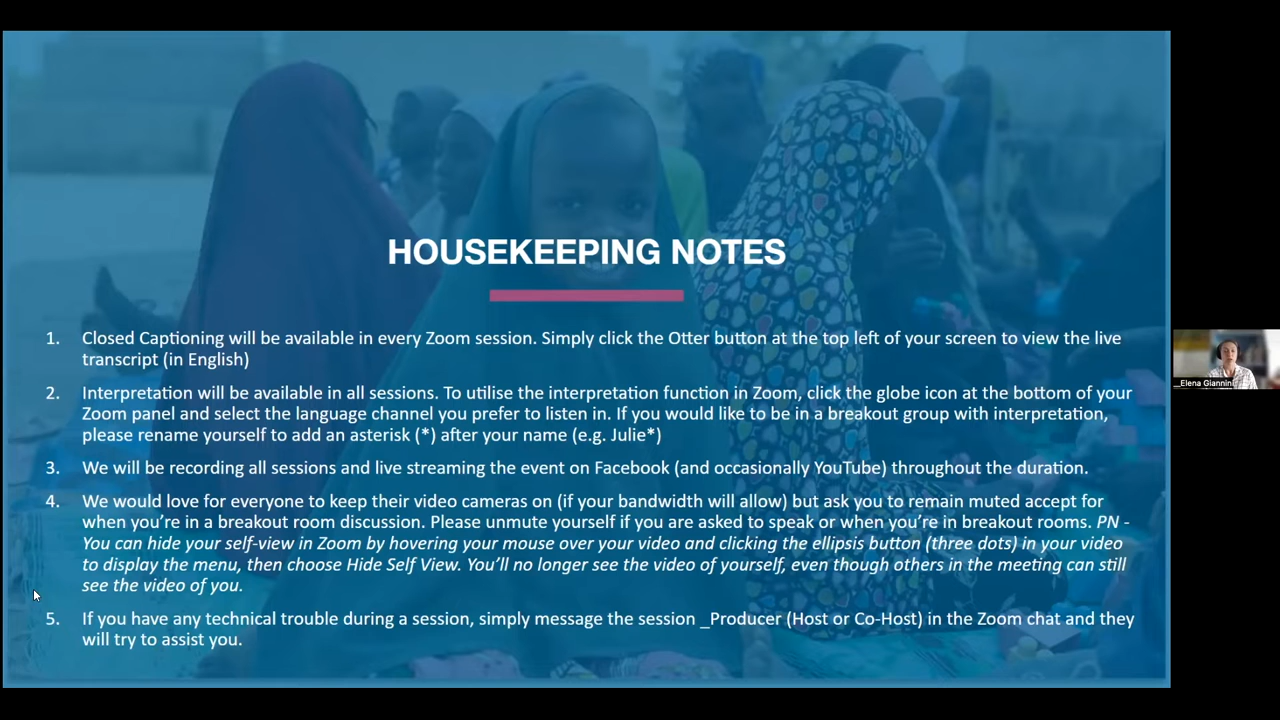 HOUSEKEEPING NOTES
1. Closed Captioning will be available in every Zoom session. Simply click the Otter button at the top left of your screen to view the live
transcript (in English)
2. Interpretation will be available in all sessions. To utilise the interpretation function in Zoom, click the globe icon at the bottom of your
Zoom panel and select the language channel you prefer to listen in. If you would like to be in a breakout group with interpretation,
please rename yourself to add an asterisk (*) after your name (e.g. Julie*)
3. We will be recording all sessions and live streaming the event on Facebook (and occasionally YouTube) throughout the duration.
4. We would love for everyone to keep their video cameras on (if your bandwidth will allow) but ask you to remain muted accept for
when you're in a breakout room discussion. Please unmute yourself if you are asked to speak or when you're in breakout rooms. PN -
You can hide your self-view in Zoom by hovering your mouse over your video and clicking the ellipsis button (three dots) in your video
to display the menu, then choose Hide Self View. You'll no longer see the video of yourself, even though others in the meeting can still
see the video of you.
5. If you have any technical trouble during a session, simply message the session _Producer (Host or Co-Host) in the Zoom chat and they
will try to assist you.
_Elena Giannini